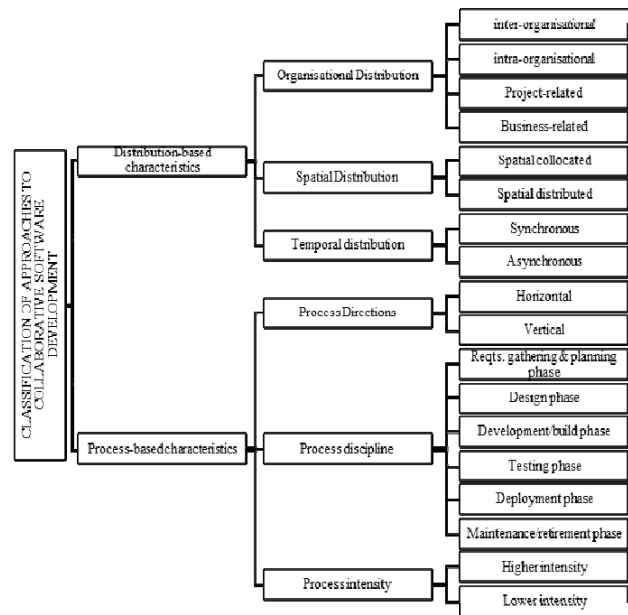 CLASSIFICATION OF APPROACHES TO
COLLABORATIVE SOFTWARE
DEVELOPMENT
Distribution-based
characteristics
Organisational Distribution
inter-organisational
intra-organisational
Project-related
Business-related
Spatial Distribution
Spatial collocated
Spatial distributed
Temporal distribution
Synchronous
Asynchronous
Process-based characteristics
Process Directions
Horizontal
Vertical
Process discipline
Reqts. gathering & planning
phase
Design phase
Development/build phase
Testing phase
Deployment phase
Maintenance/retirement phase
Process intensity
Higher intensity
Lower intensity